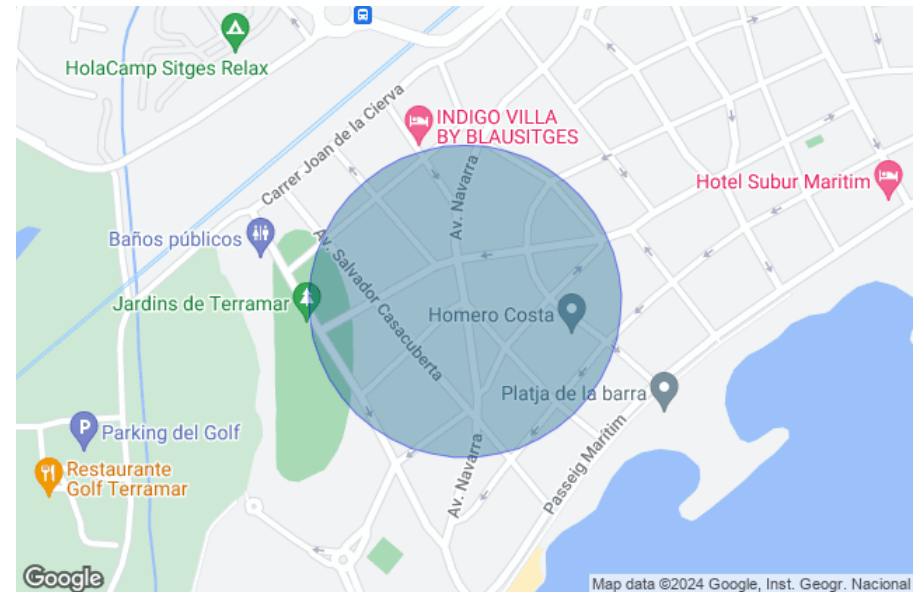 HolaCamp Sitges Relax
Carrer Joan de la Cierva
INDIGO VILLA
BY BLAUSITGES
Av. Navarra
Hotel Subur Maritim
Baños públicos
Av. Salvador Casacuberta
Jardins de Terramar
Homero Costa
Platja de la barra
P
Parking del Golf
Passeig Marítim
Av. Navarra
Restaurante
Golf Terramar
Google
Map data ©2024 Google, Inst. Geogr. Nacional